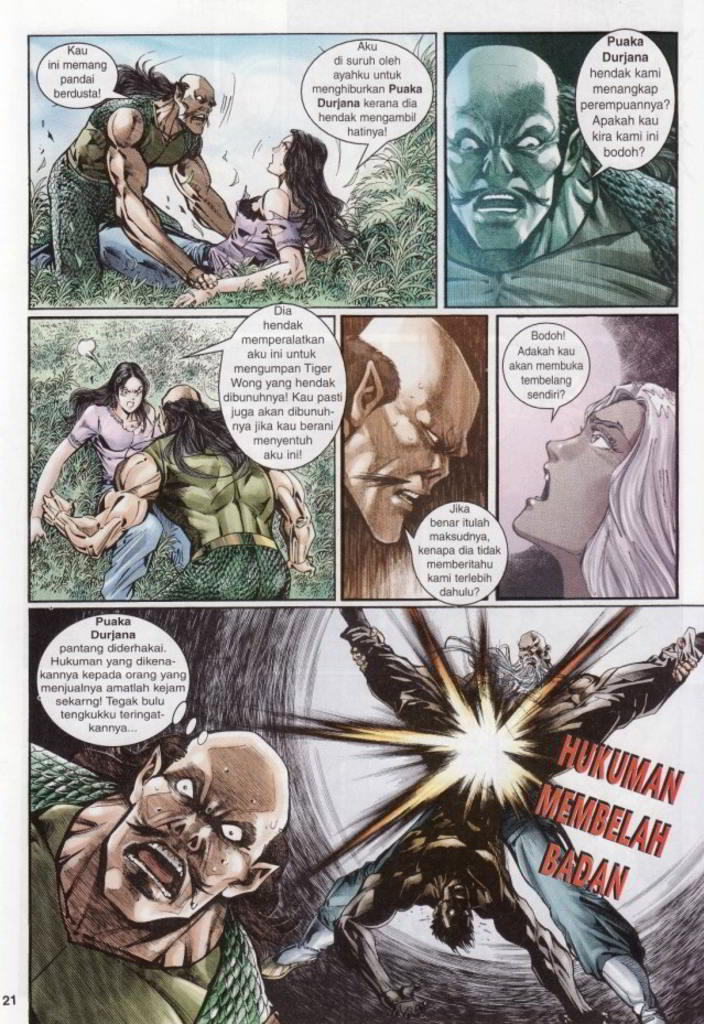 Kau
ini memang
pandai
berdusta!
Aku
di suruh oleh
ayahku untuk
menghiburkan Puaka
Durjana kerana dia
hendak mengambil
hatinya!
Puaka
Durjana
hendak kami
menangkap
perempuannya?
Apakah kau
kira kami ini
bodoh?
Dia
hendak
memperalatkan
aku ini untuk
mengumpan Tiger
Wong yang hendak
dibunuhnya! Kau pasti
juga akan dibunuh-
nya jika kau berani
menyentuh
aku ini!
Jika
benar itulah
maksudnya,
kenapa dia tidak
memberitahu
kami terlebih
dahulu?
Bodoh!
Adakah kau
akan membuka
tembelang
sendiri?
Puaka
Durjana
pantang diderhakai.
Hukuman yang dikena-
kannya kepada orang yang
menjualnya amatlah kejam
sekarng! Tegak bulu
tengkukku teringat-
kannya...
HUKUMAN
MEMBELAH
BADAN
21